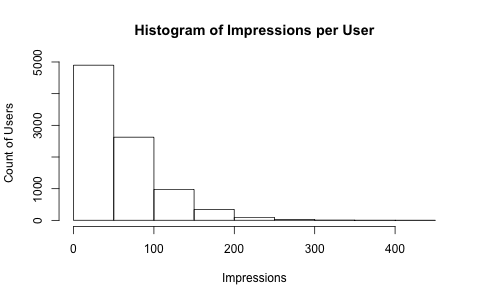 Histogram of Impressions per User
Count of Users
5000
3000
1000
0
0 100 200 300 400
Impressions